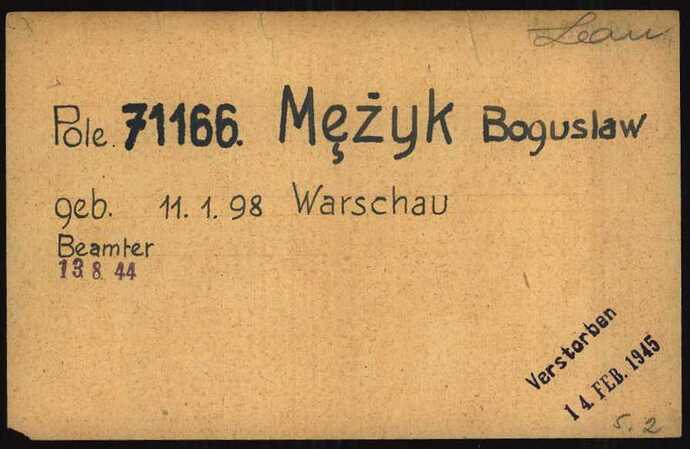 Leau
Pole. 71166. Mężyk Boguslaw
geb. 11.1.98 Warschau
Beamter
13.8.44
Verstorben
14. FEB. 1945
5.2